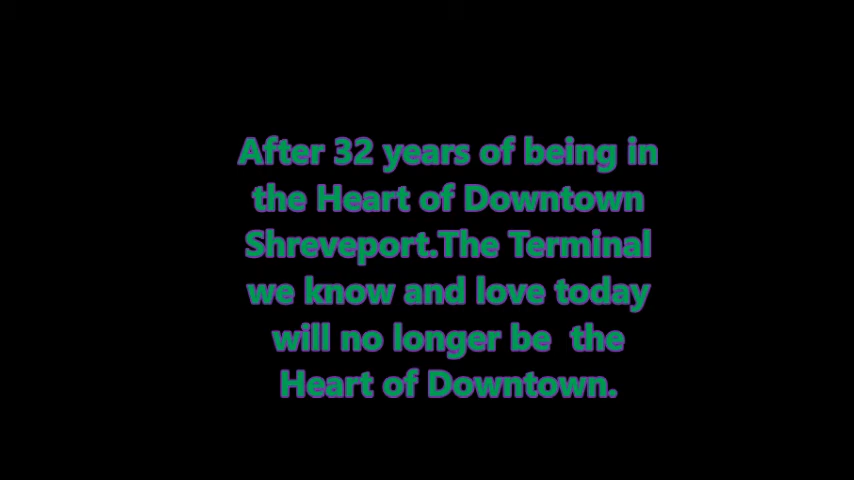 After 32 years of being in
the Heart of Downtown
Shreveport.The Terminal
we know and love today
will no longer be  the
Heart of Downtown.